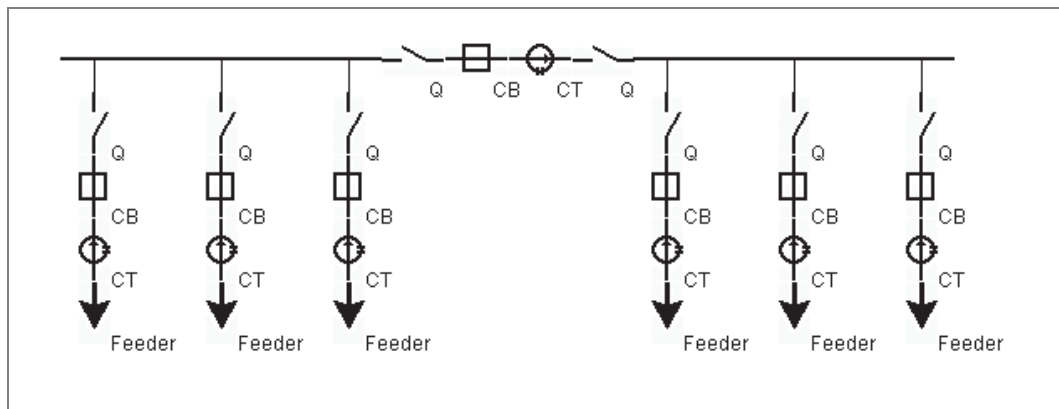 Q CB CT Q
Q Q Q Q Q Q
CB CB CB CB CB CB
CT CT CT CT CT CT
Feeder Feeder Feeder Feeder Feeder Feeder